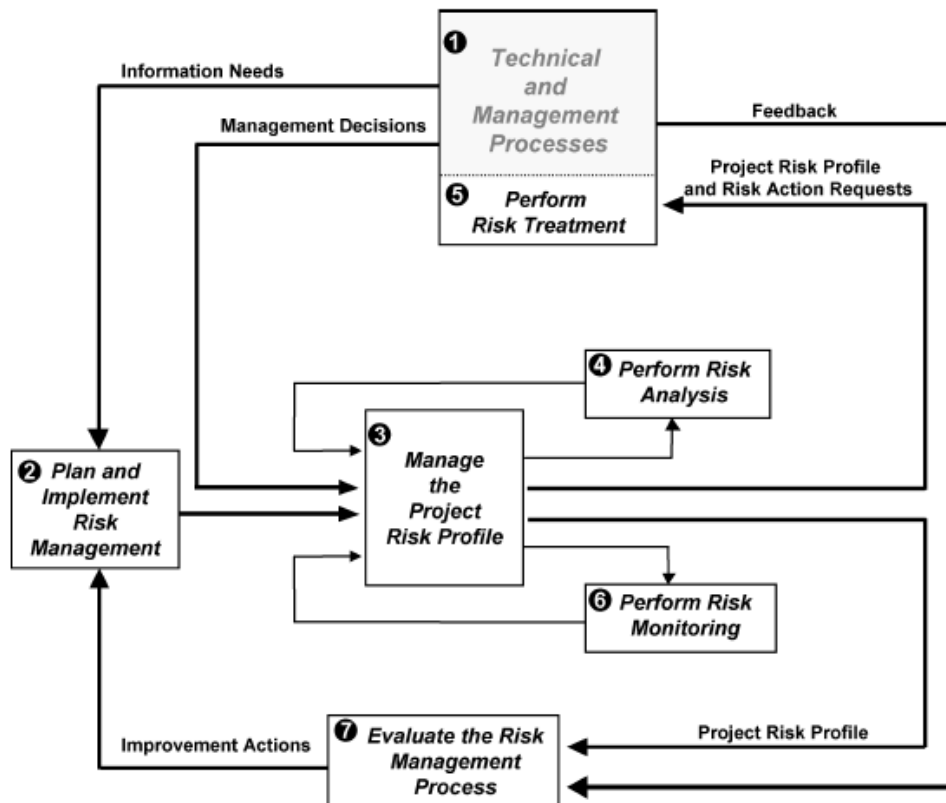 ❶ Technical
and
Management
Processes
Information Needs
Management Decisions
Feedback
Project Risk Profile
and Risk Action Requests
❺ Perform
Risk Treatment
❹ Perform Risk
Analysis
❸ Manage
the
Project
Risk Profile
❷ Plan and
Implement
Risk
Management
❻ Perform Risk
Monitoring
❼ Evaluate the Risk
Management
Process
Improvement Actions
Project Risk Profile